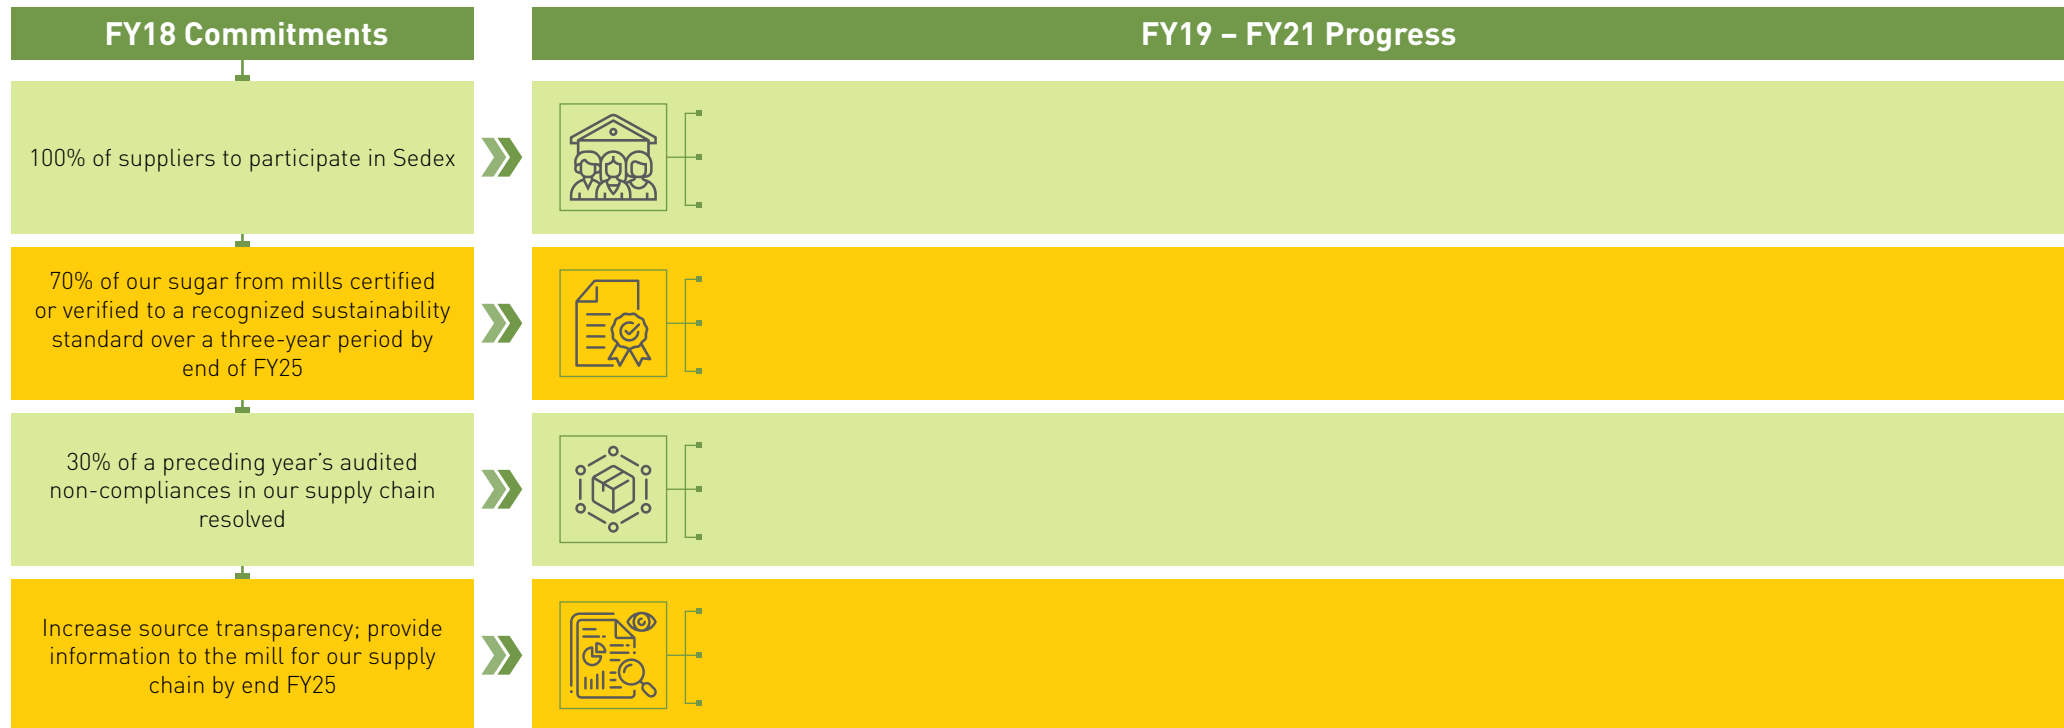 FY18 Commitments
FY19 – FY21 Progress
100% of suppliers to participate in Sedex
70% of our sugar from mills certified
or verified to a recognized sustainability
standard over a three-year period by
end of FY25
30% of a preceding year’s audited
non-compliances in our supply chain
resolved
Increase source transparency; provide
information to the mill for our supply
chain by end FY25